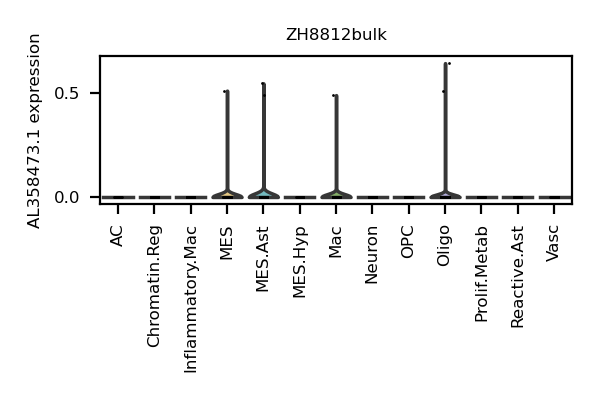 ZH8812bulk
AL358473.1 expression
0.5
0.0
AC
Chromatin.Reg
Inflammatory.Mac
MES
MES.Ast
MES.Hyp
Mac
Neuron
OPC
Oligo
Prolif.Metab
Reactive.Ast
Vasc